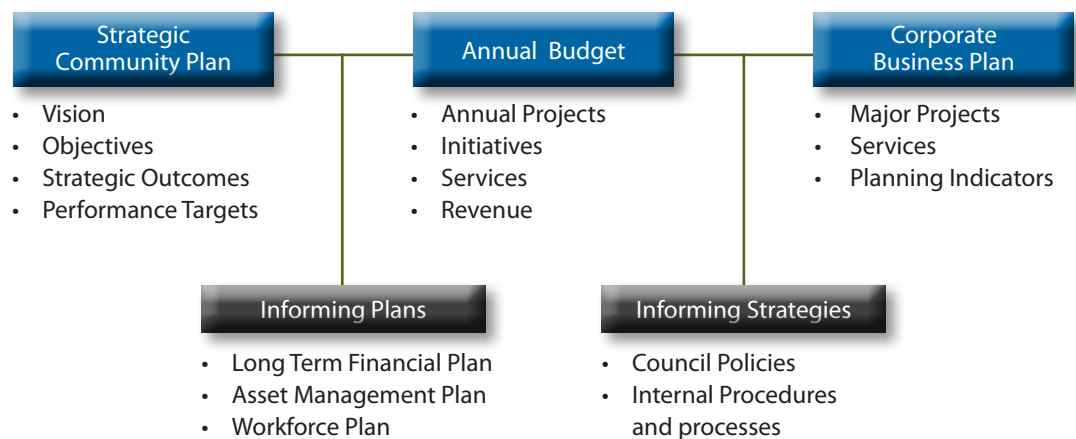 Strategic
Community Plan
• Vision
• Objectives
• Strategic Outcomes
• Performance Targets
Annual Budget
• Annual Projects
• Initiatives
• Services
• Revenue
Corporate
Business Plan
• Major Projects
• Services
• Planning Indicators
Informing Plans
• Long Term Financial Plan
• Asset Management Plan
• Workforce Plan
Informing Strategies
• Council Policies
• Internal Procedures
and processes